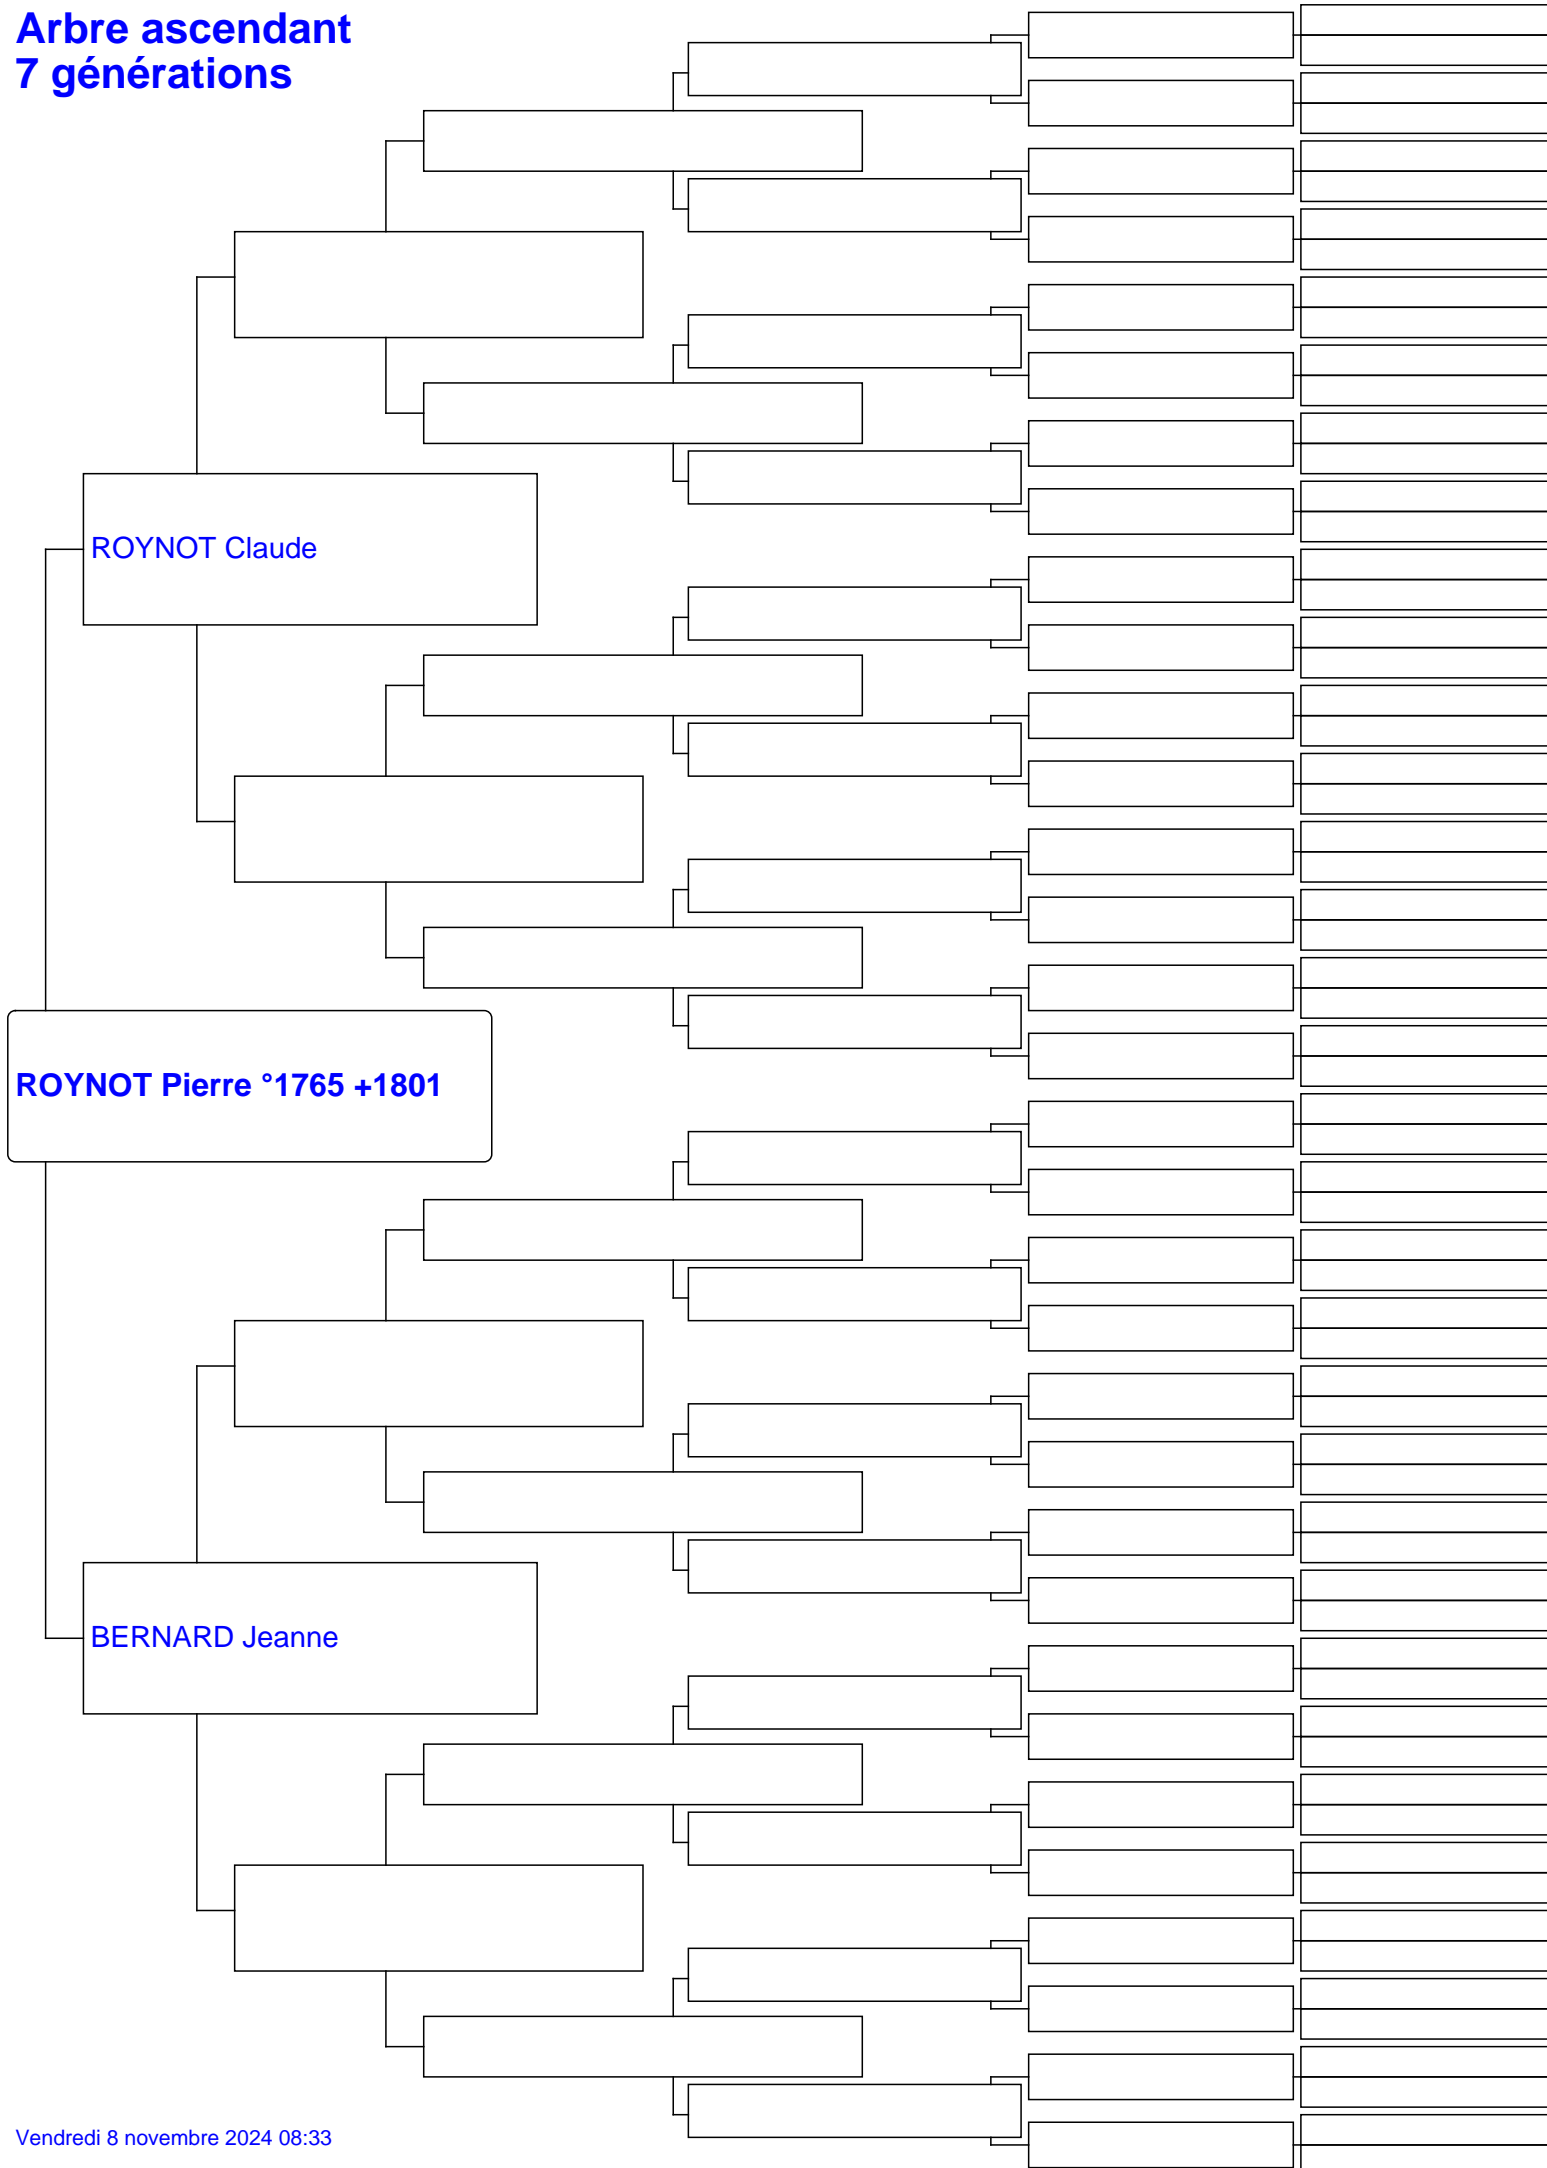 Arbre ascendant
7 générations
ROYNOT Claude
ROYNOT Pierre °1765 +1801
BERNARD Jeanne
Vendredi 8 novembre 2024 08:33